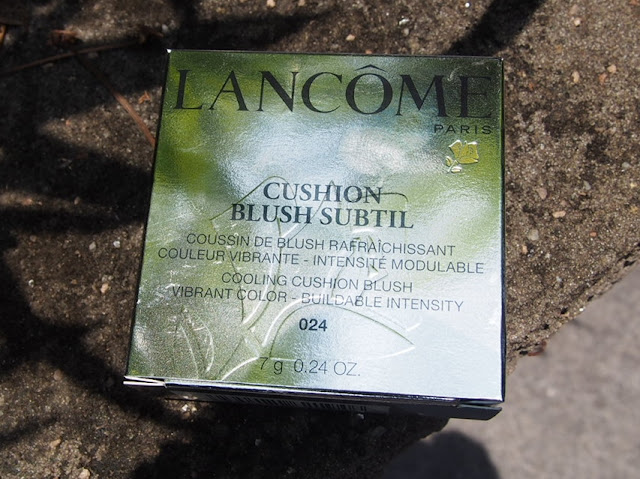 LANCÔME
PARIS
CUSHION
BLUSH SUBTIL
COUSSIN DE BLUSH RAFRAÎCHISSANT
COULEUR VIBRANTE - INTENSITÉ MODULABLE
COOLING CUSHION BLUSH
VIBRANT COLOR - BUILDABLE INTENSITY
024
7 g 0.24 OZ.